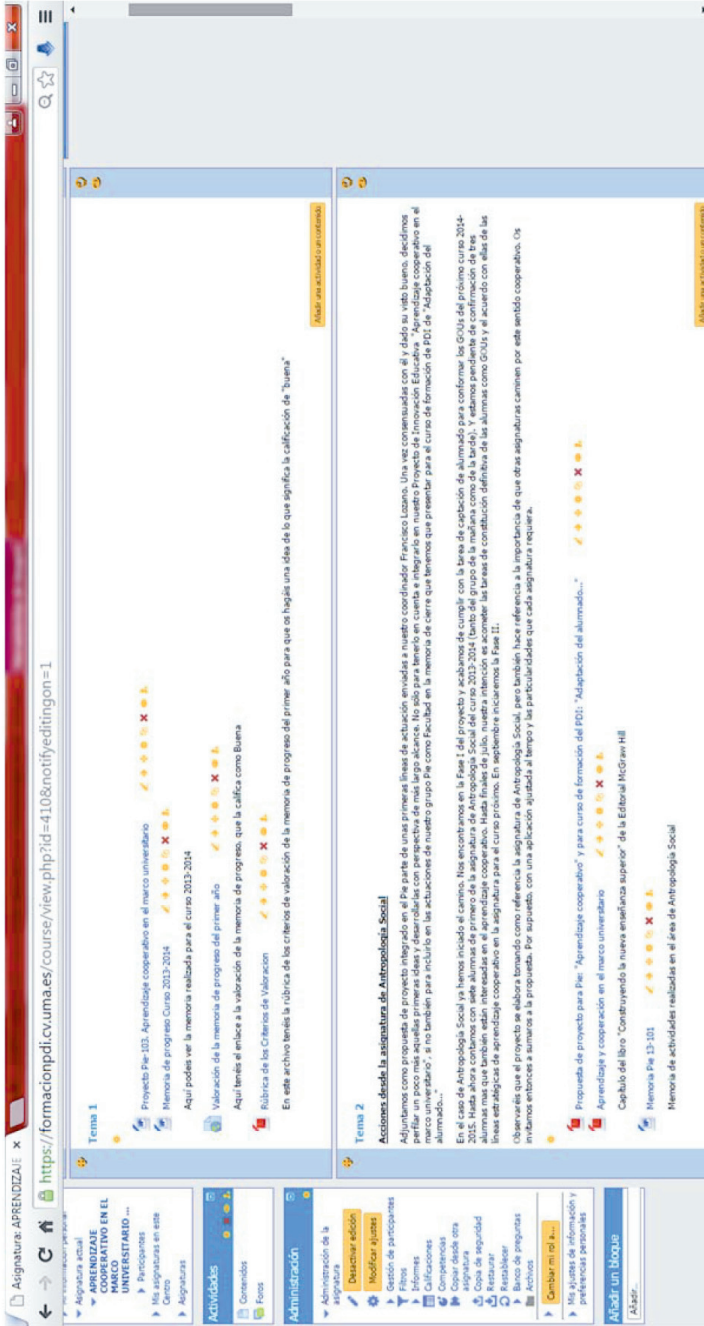 Asignatura: APRENDIZAJE
https://formacionpdi.cv.uma.es/course/view.php?id=410&notifyeditingon=1
Asignatura actual
APRENDIZAJE
COOPERATIVO EN EL
MARCO
UNIVERSITARIO ...
Participantes
Mis asignaturas en este
Centro
Asignaturas
Actividades
Contenidos
Foros
Administración
Administración de la
asignatura
Desactivar edición
Modificar ajustes
Gestión de participantes
Filtros
Informes
Calificaciones
Competencias
Copiar desde otra
asignatura
Copia de seguridad
Restaurar
Restablecer
Banco de preguntas
Archivos
Cambiar mi rol a...
Mis ajustes de información y
preferencias personales
Añadir un bloque
Añadir...
Tema 1
Proyecto Pie-103. Aprendizaje cooperativo en el marco universitario
Memoria de progreso Curso 2013-2014
Aquí podeis ver la memoria realizada para el curso 2013-2014
Valoración de la memoria de progreso del primer año
Aqui tenéis el enlace a la valoración de la memoria de progreso, que la califica como Buena
Rúbrica de los Criterios de Valoracion
En este archivo tenéis la rúbrica de los criterios de valoración de la memoria de progreso del primer año para que os hagáis una idea de lo que significa la calificación de "buena"
Añadir una actividad o un contenido
Tema 2
Acciones desde la asignatura de Antropología Social
Adjuntamos como propuesta de proyecto integrado en el Pie parte de unas primeras líneas de actuación enviadas a nuestro coordinador Francisco Lozano. Una vez consensuadas con él y dado su visto bueno, decidimos
perfilar un poco más aquellas primeras ideas y desarrollarlas con perspectiva de más largo alcance. No sólo para tenerlo en cuenta e integrarlo en nuestro Proyecto de Innovación Educativa "Aprendizaje cooperativo en el
marco universitario", si no también para incluirlo en las actuaciones de nuestro grupo Pie como Facultad en la memoria de cierre que tenemos que presentar para el curso de formación de PDI de "Adaptación del
alumnado..."
En el caso de Antropología Social ya hemos iniciado el camino. Nos encontramos en la Fase I del proyecto y acabamos de cumplir con la tarea de captación de alumnado para conformar los GOUs del próximo curso 2014-
2015. Hasta ahora contamos con siete alumnas de primero de la asignatura de Antropología Social del curso 2013-2014 (tanto del grupo de la mañana como de la tarde). Y estamos pendiente de confirmación de tres
alumnas mas que también están interesadas en el aprendizaje cooperativo. Hasta finales de julio, nuestra intención es acometer las tareas de constitución definitiva de las alumnas como GOUs y el acuerdo con ellas de las
líneas estratégicas de aprendizaje cooperativo en la asignatura para el curso próximo. En septiembre iniciaremos la Fase II.
Observaréis que el proyecto se elabora tomando como referencia la asignatura de Antropología Social, pero también hace referencia a la importancia de que otras asignaturas caminen por este sentido cooperativo. Os
invitamos entonces a sumaros a la propuesta. Por supuesto, con una aplicación ajustada al tempo y las particularidades que cada asignatura requiera.
Propuesta de proyecto para Pie: "Aprendizaje cooperativo" y para curso de formación del PDI: "Adaptación del alumnado..."
Aprendizaje y cooperación en el marco universitario
Capítulo del libro "Construyendo la nueva enseñanza superior" de la Editorial McGraw Hill
Memoria Pie 13-101
Memoria de actividades realizadas en el área de Antropología Social
Añadir una actividad o un contenido